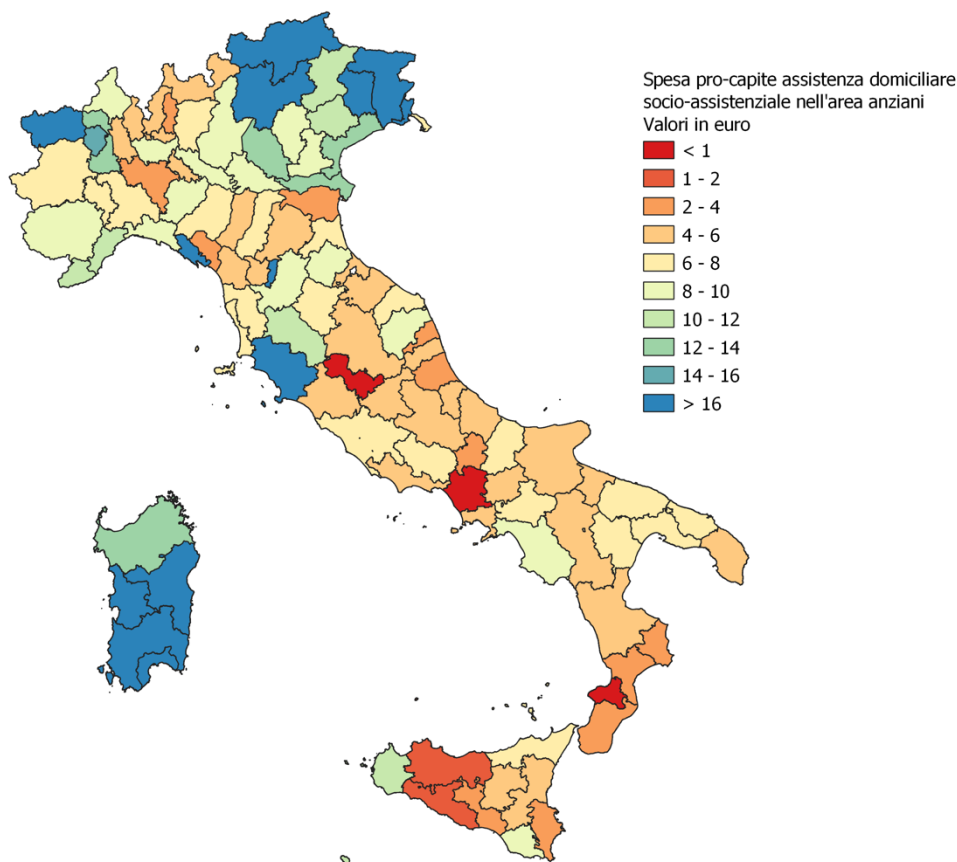 Spesa pro-capite assistenza domiciliare
socio-assistenziale nell'area anziani
Valori in euro
< 1
1 - 2
2 - 4
4 - 6
6 - 8
8 - 10
10 - 12
12 - 14
14 - 16
> 16